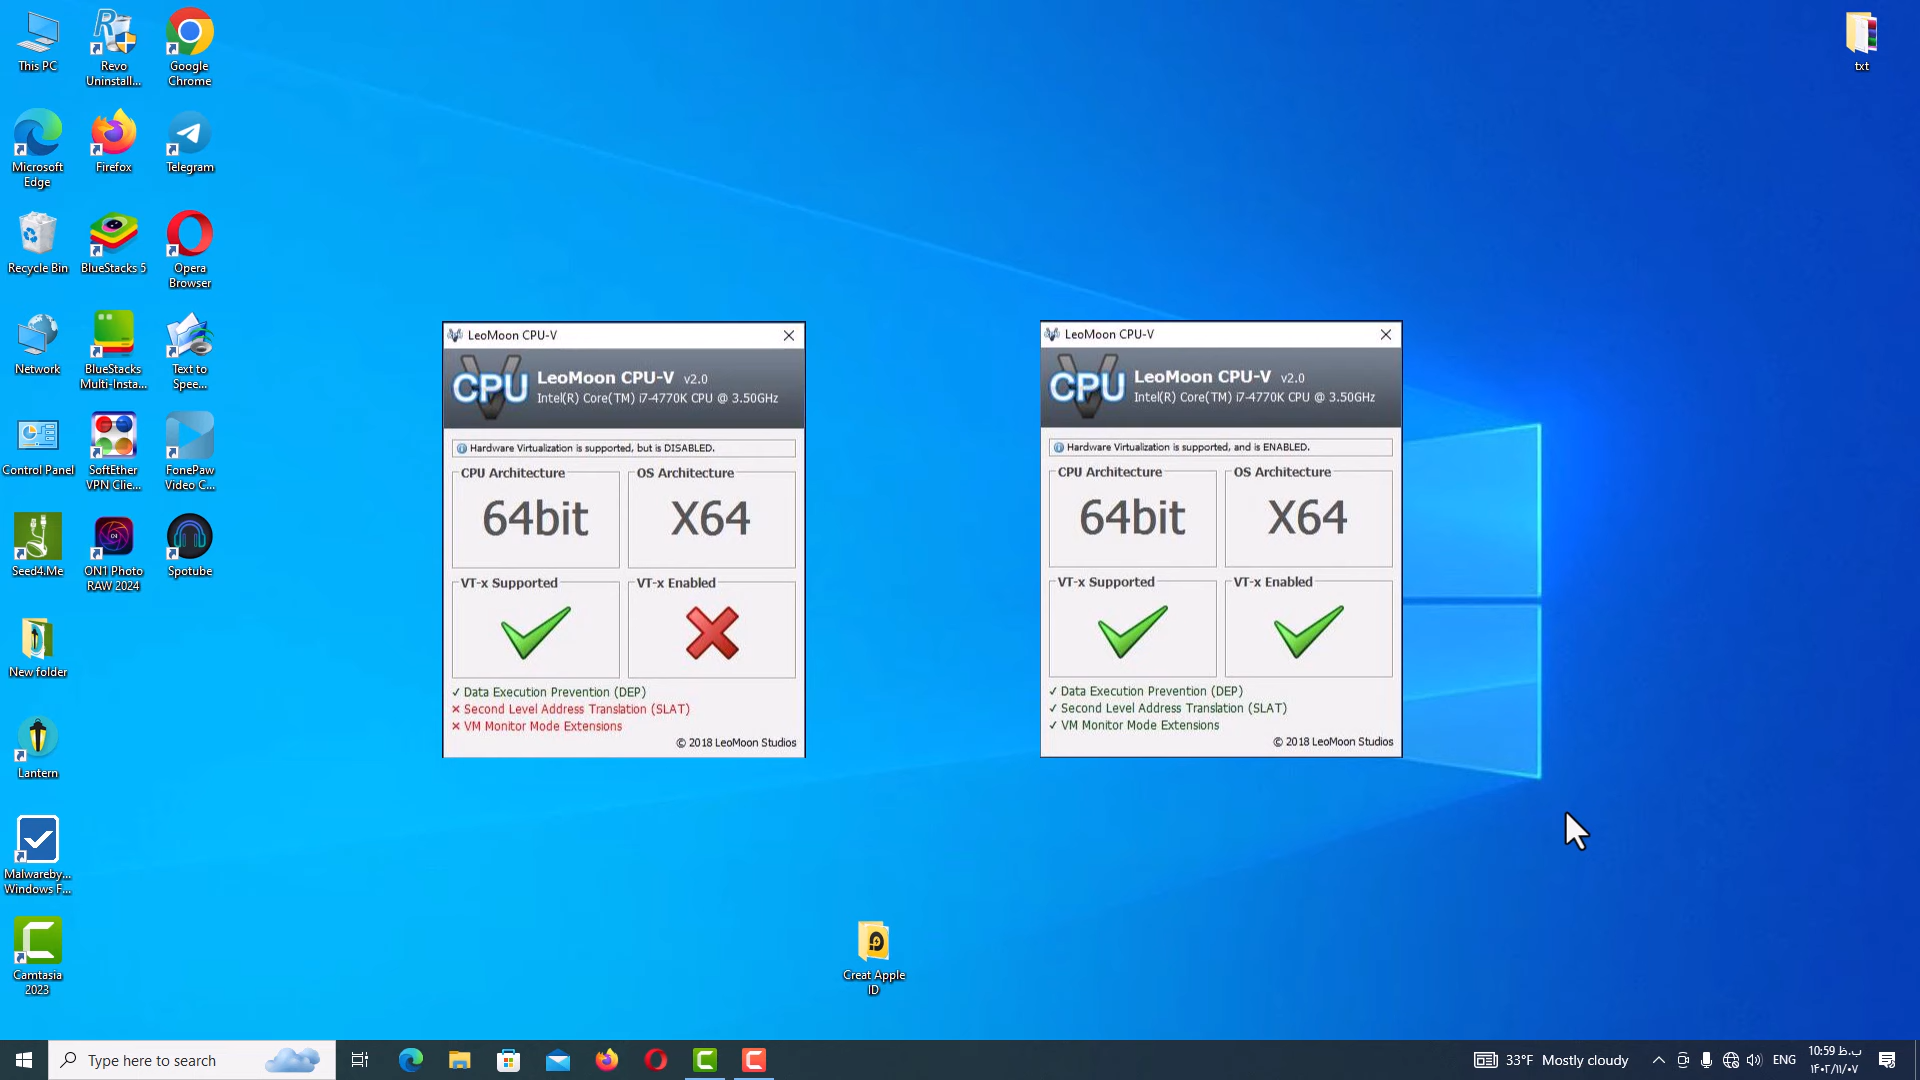 This PC
Revo
Uninstall...
Google
Chrome
txt
Microsoft
Edge
Firefox
Telegram
Recycle Bin
BlueStacks 5
Opera
Browser
Network
BlueStacks
Multi-Insta...
Text to
Spee...
Control Panel
SoftEther
VPN Clie...
FonePaw
Video C...
Seed4.Me
ON1 Photo
RAW 2024
Spotube
New folder
Lantern
Malwareby...
Windows F...
Camtasia
2023
Creat Apple
ID
LeoMoon CPU-V
CPU
LeoMoon CPU-V v2.0
Intel(R) Core(TM) i7-4770K CPU @ 3.50GHz
Hardware Virtualization is supported, but is DISABLED.
CPU Architecture
64bit
OS Architecture
X64
VT-x Supported
VT-x Enabled
✓ Data Execution Prevention (DEP)
✕ Second Level Address Translation (SLAT)
✕ VM Monitor Mode Extensions
© 2018 LeoMoon Studios
LeoMoon CPU-V
CPU
LeoMoon CPU-V v2.0
Intel(R) Core(TM) i7-4770K CPU @ 3.50GHz
Hardware Virtualization is supported, and is ENABLED.
CPU Architecture
64bit
OS Architecture
X64
VT-x Supported
VT-x Enabled
✓ Data Execution Prevention (DEP)
✓ Second Level Address Translation (SLAT)
✓ VM Monitor Mode Extensions
© 2018 LeoMoon Studios
Type here to search
33°F Mostly cloudy
ENG
10:59 ب.ظ
۱۴۰۲/۱۱/۰۷